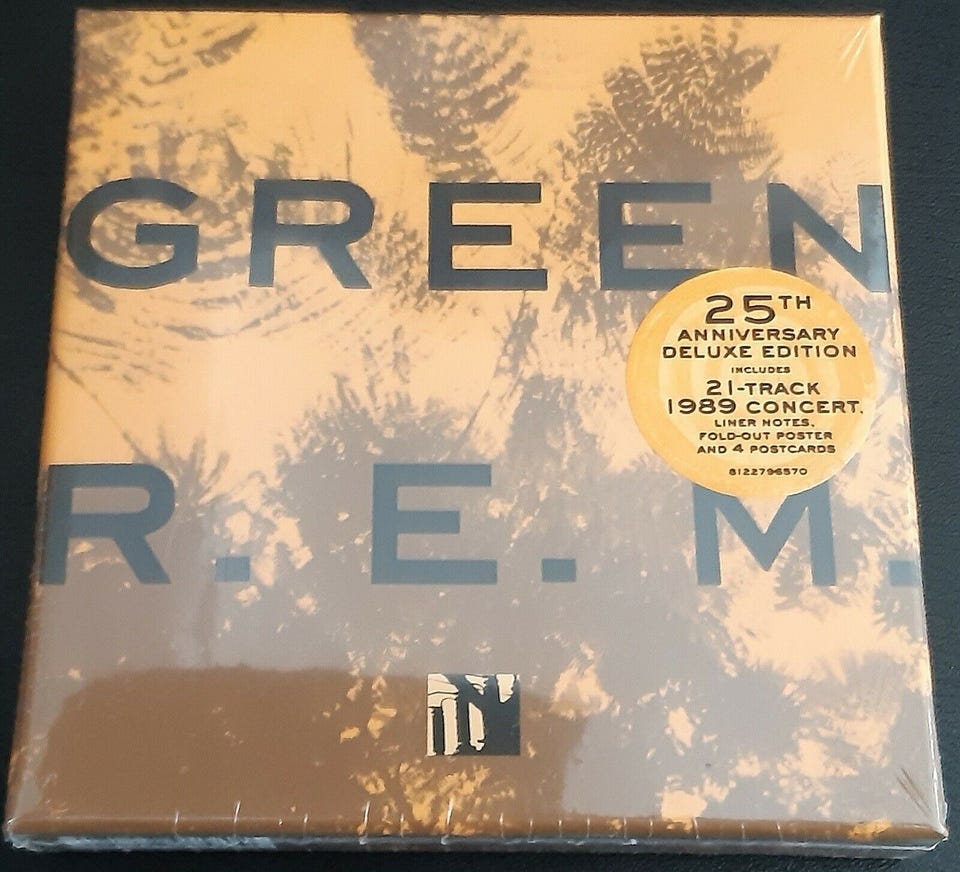 GREEN
25TH
ANNIVERSARY
DELUXE EDITION
INCLUDES
21-TRACK
1989 CONCERT,
LINER NOTES,
FOLD-OUT POSTER
AND 4 POSTCARDS
8122796570
R.E.M.